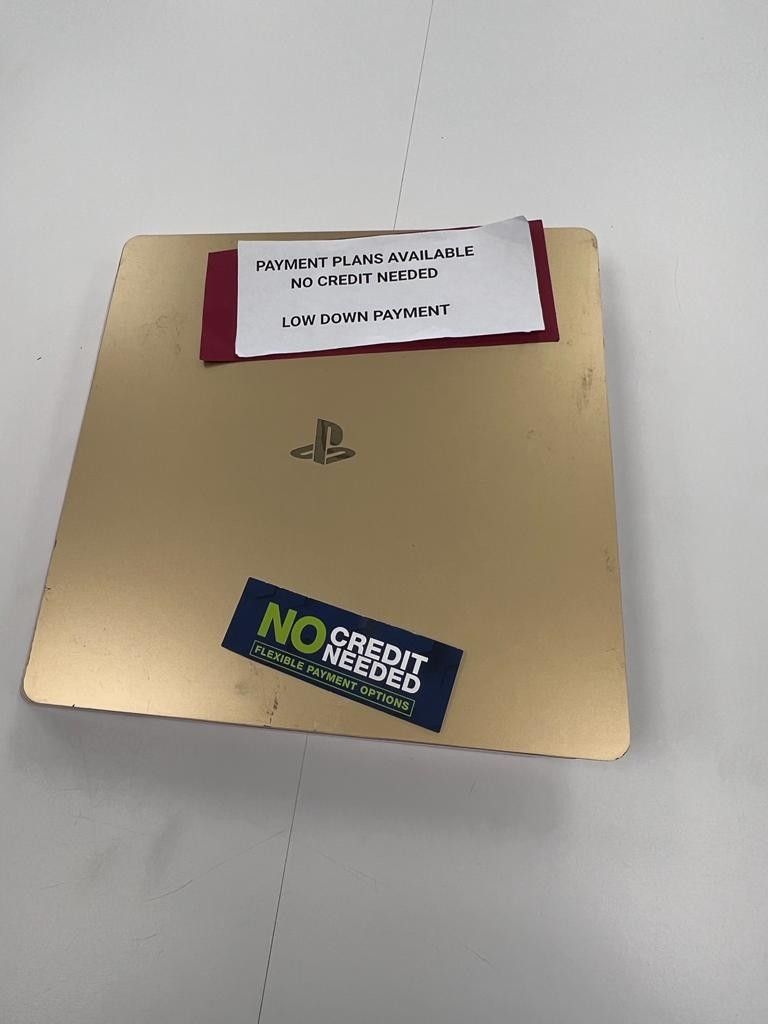 PAYMENT PLANS AVAILABLE
NO CREDIT NEEDED
LOW DOWN PAYMENT
NO CREDIT
NEEDED
FLEXIBLE PAYMENT OPTIONS